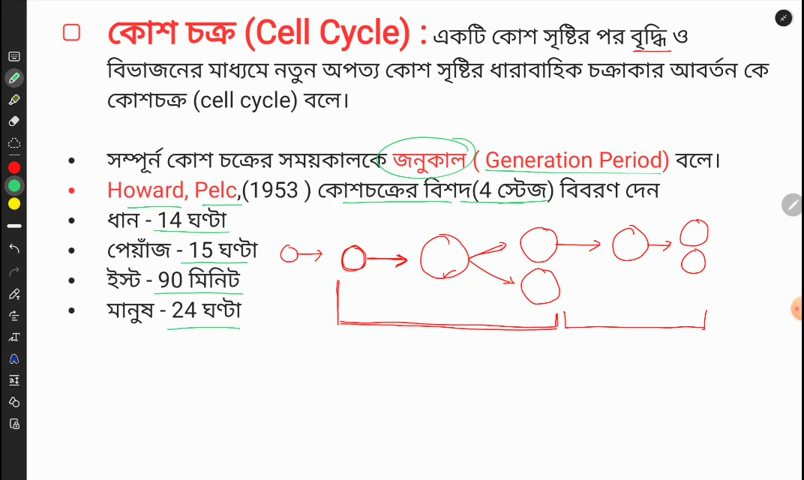 কোশ চক্র (Cell Cycle) : একটি কোশ সৃষ্টির পর বৃদ্ধি ও
বিভাজনের মাধ্যমে নতুন অপত্য কোশ সৃষ্টির ধারাবাহিক চক্রাকার আবর্তন কে
কোশচক্র (cell cycle) বলে।
• সম্পূর্ন কোশ চক্রের সময়কালকে জনুকাল ( Generation Period) বলে।
• Howard, Pelc,(1953 ) কোশচক্রের বিশদ(4 স্টেজ) বিবরণ দেন
• ধান - 14 ঘণ্টা
• পেয়াঁজ - 15 ঘণ্টা
• ইস্ট - 90 মিনিট
• মানুষ - 24 ঘণ্টা